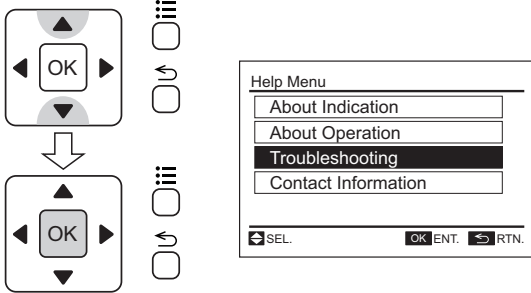 OK
OK
Help Menu
About Indication
About Operation
Troubleshooting
Contact Information
SEL. OK ENT. RTN.